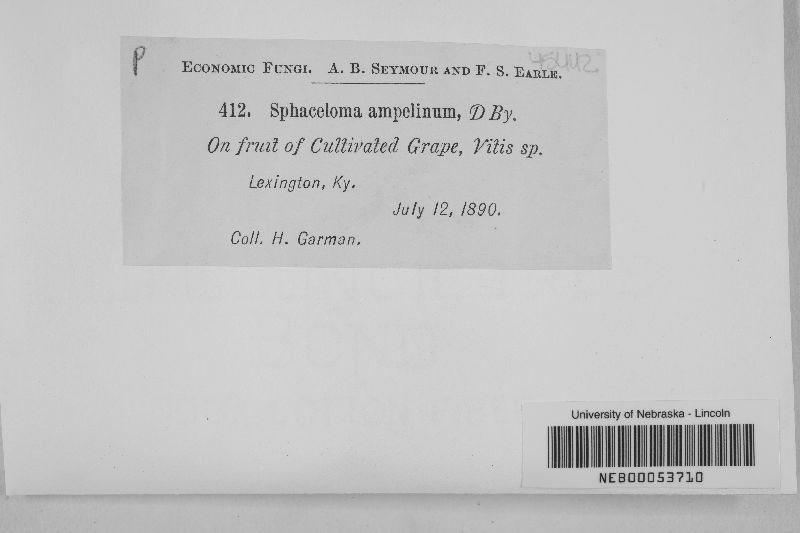 P
ECONOMIC FUNGI. A. B. SEYMOUR AND F. S. EARLE.
412. Sphaceloma ampelinum, D By.
On fruit of Cultivated Grape, Vitis sp.
Lexington, Ky.
July 12, 1890.
Coll. H. Garman.
University of Nebraska - Lincoln
NEB00053710